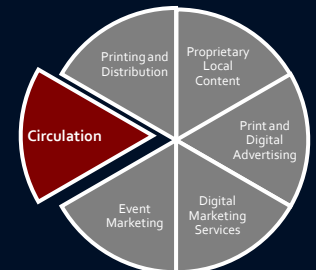 Printing and
Distribution
Proprietary
Local
Content
Circulation
Print and
Digital
Advertising
Event
Marketing
Digital
Marketing
Services